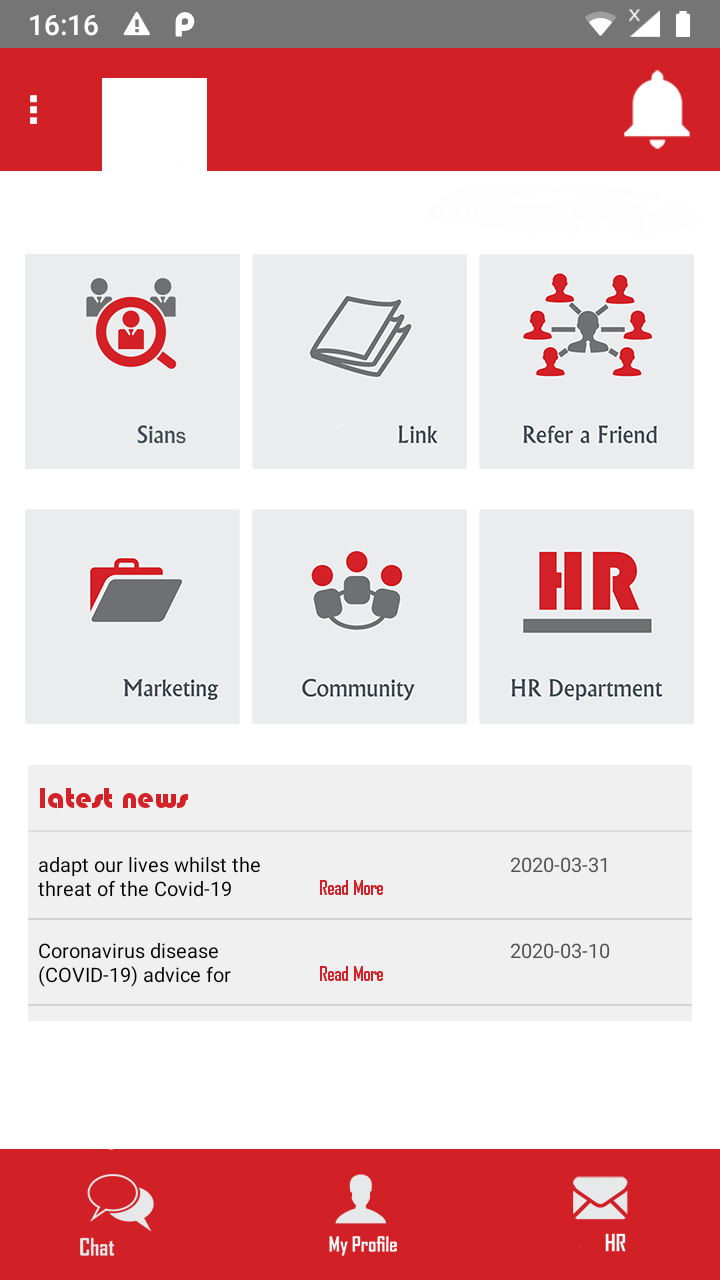 16:16
Sians
Link
Refer a Friend
Marketing
Community
HR
HR Department
latest news
adapt our lives whilst the
threat of the Covid-19
Read More
2020-03-31
Coronavirus disease
(COVID-19) advice for
Read More
2020-03-10
Chat
My Profile
HR